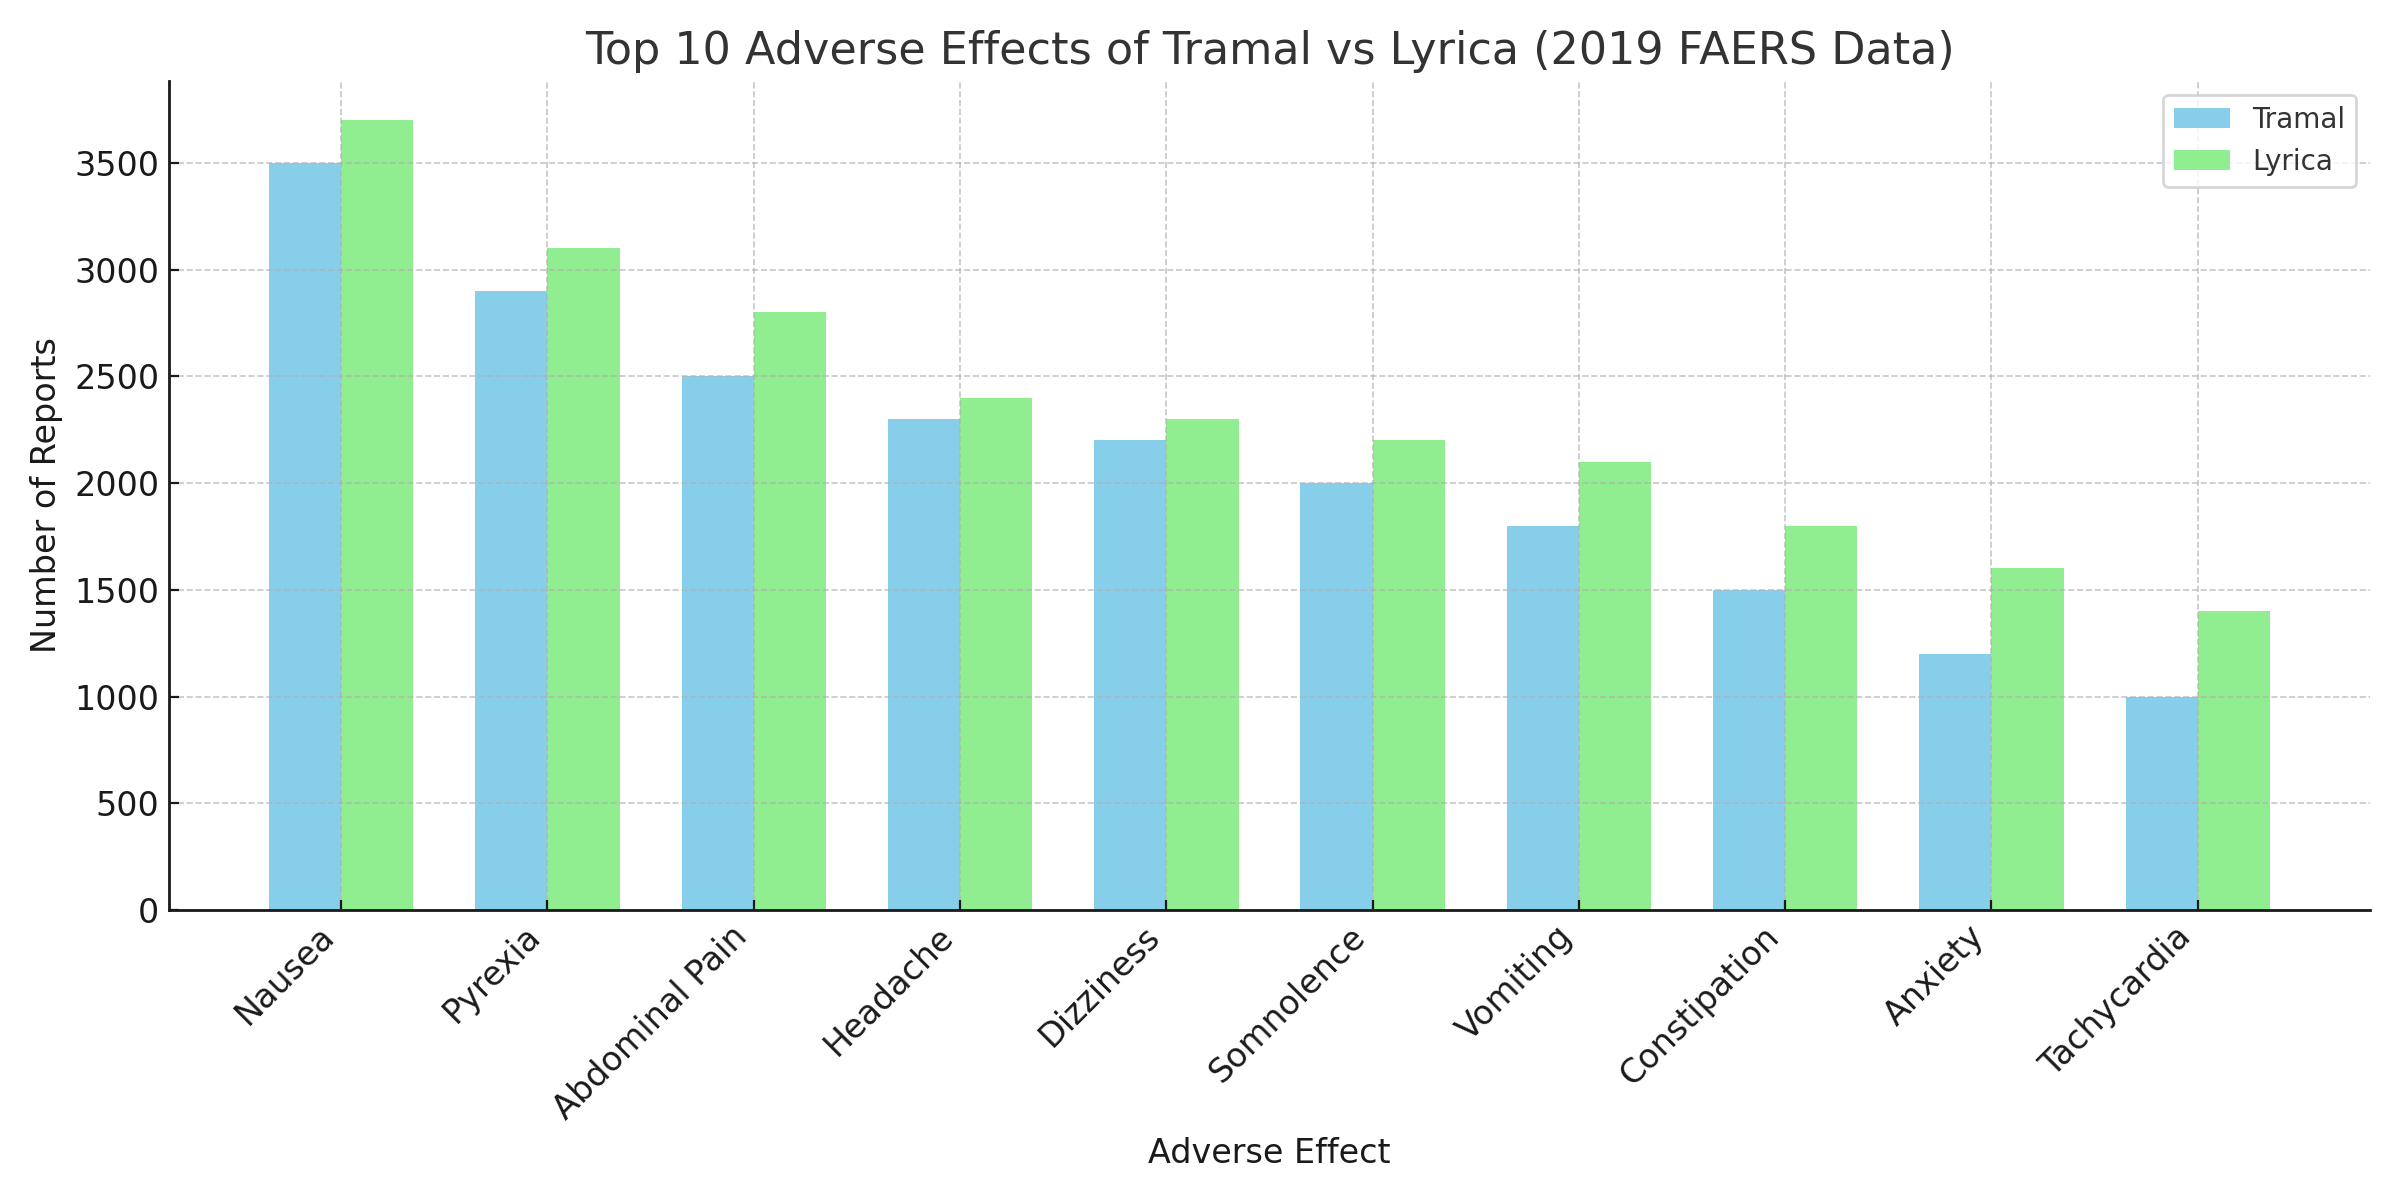 Top 10 Adverse Effects of Tramal vs Lyrica (2019 FAERS Data)
Tramal
Lyrica
Number of Reports
3500
3000
2500
2000
1500
1000
500
0
Nausea
Pyrexia
Abdominal Pain
Headache
Dizziness
Somnolence
Vomiting
Constipation
Anxiety
Tachycardia
Adverse Effect